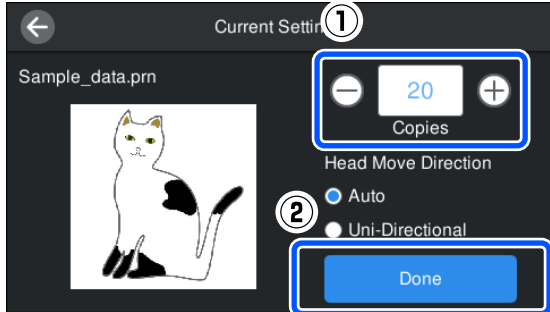 ①
Current Settin
Sample_data.prn
20
Copies
Head Move Direction
Auto
②
Uni-Directional
Done